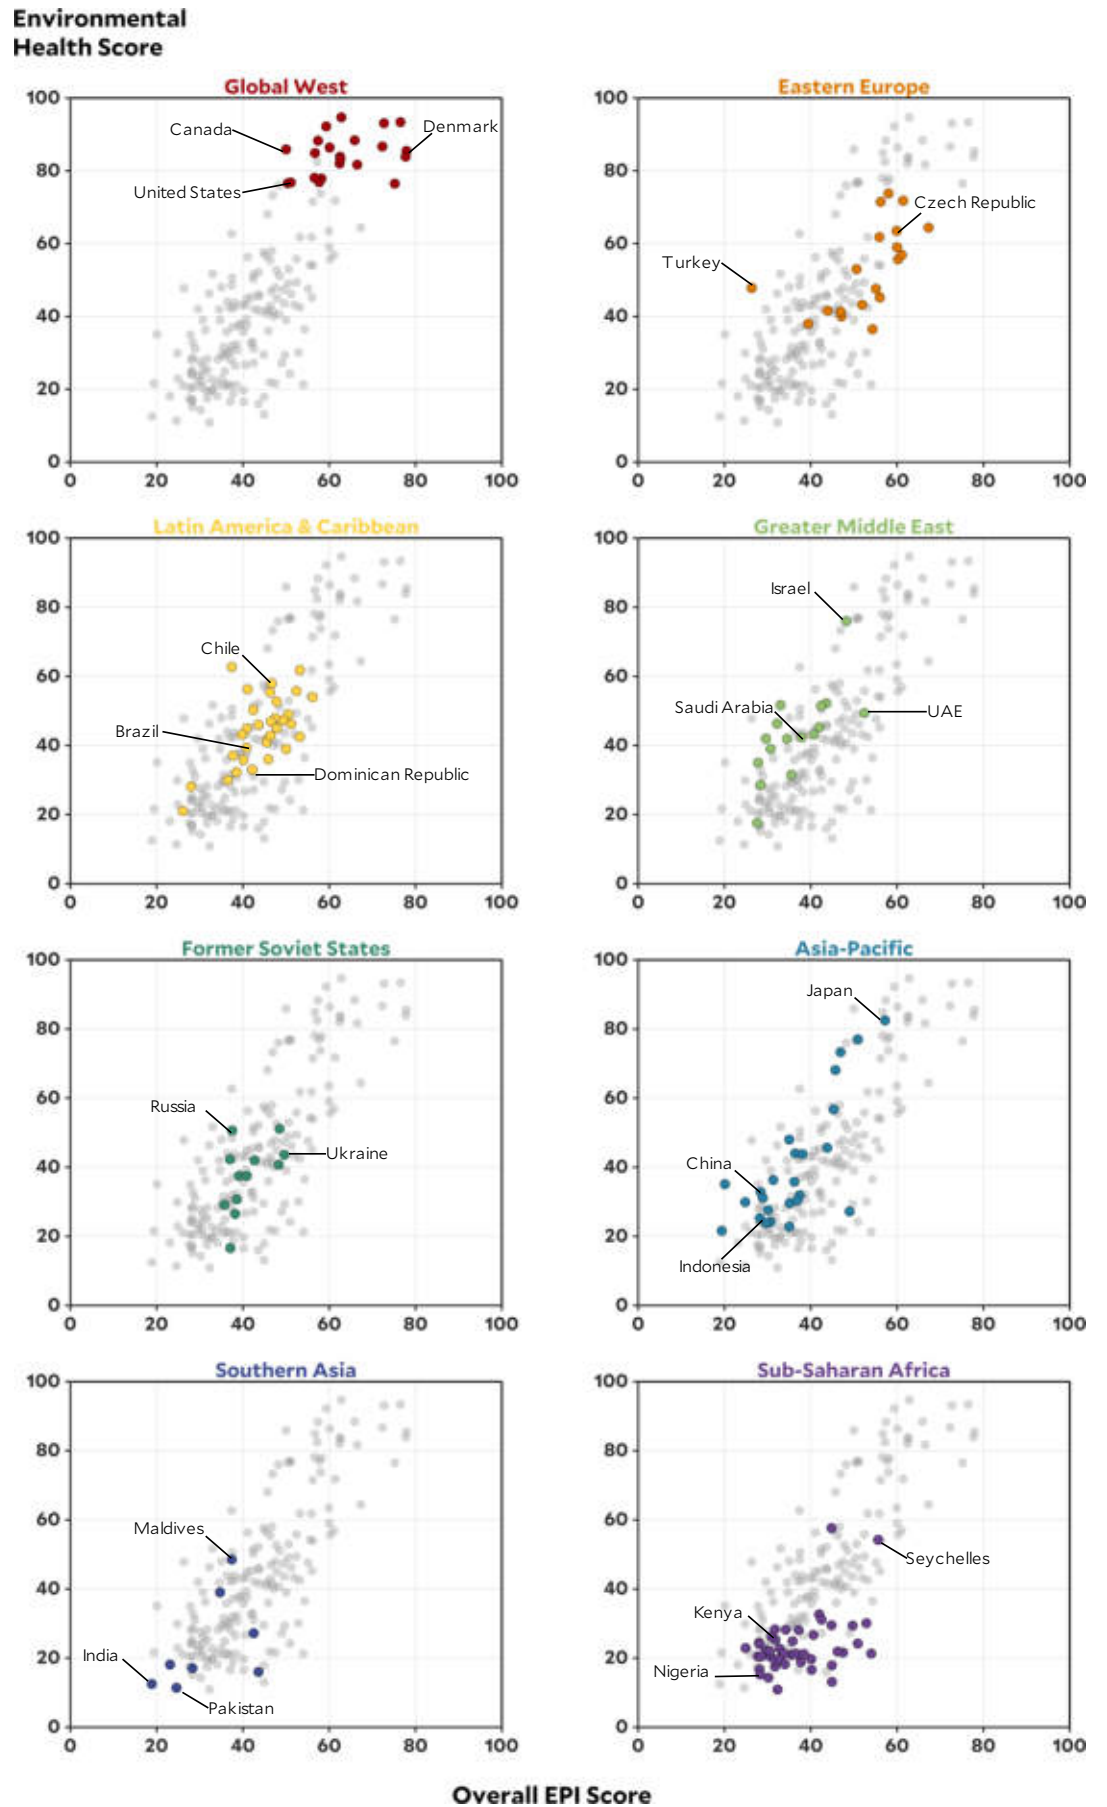 Environmental
Health Score
Global West
100
80
60
40
20
0
0 20 40 60 80 100
Canada
Denmark
United States
Eastern Europe
100
80
60
40
20
0
0 20 40 60 80 100
Czech Republic
Turkey
Latin America & Caribbean
100
80
60
40
20
0
0 20 40 60 80 100
Chile
Brazil
Dominican Republic
Greater Middle East
100
80
60
40
20
0
0 20 40 60 80 100
Israel
Saudi Arabia
UAE
Former Soviet States
100
80
60
40
20
0
0 20 40 60 80 100
Russia
Ukraine
Asia-Pacific
100
80
60
40
20
0
0 20 40 60 80 100
Japan
China
Indonesia
Southern Asia
100
80
60
40
20
0
0 20 40 60 80 100
Maldives
India
Pakistan
Sub-Saharan Africa
100
80
60
40
20
0
0 20 40 60 80 100
Seychelles
Kenya
Nigeria
Overall EPI Score